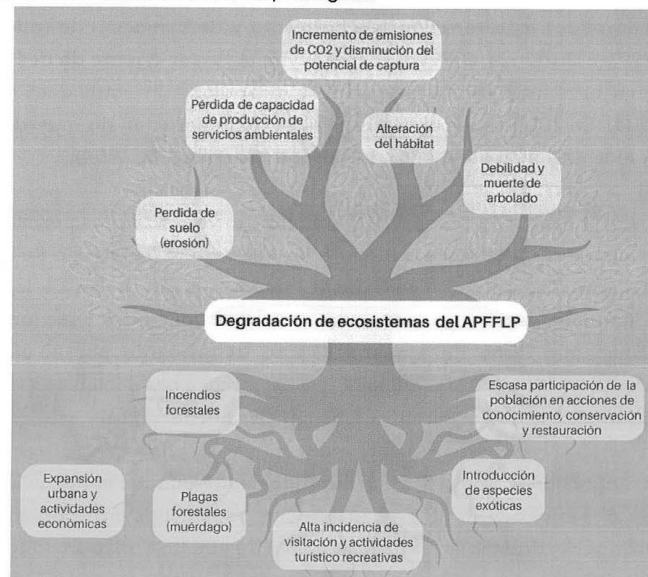 Incremento de emisiones
de CO2 y disminución del
potencial de captura
Pérdida de capacidad
de producción de
servicios ambientales
Alteración
del hábitat
Debilidad y
muerte de
arbolado
Perdida de
suelo
(erosión)
Degradación de ecosistemas del APFFLP
Incendios
forestales
Escasa participación de la
población en acciones de
conocimiento, conservación
y restauración
Expansión
urbana y
actividades
económicas
Plagas
forestales
(muérdago)
Alta incidencia de
visitación y actividades
turístico recreativas
Introducción
de especies
exóticas